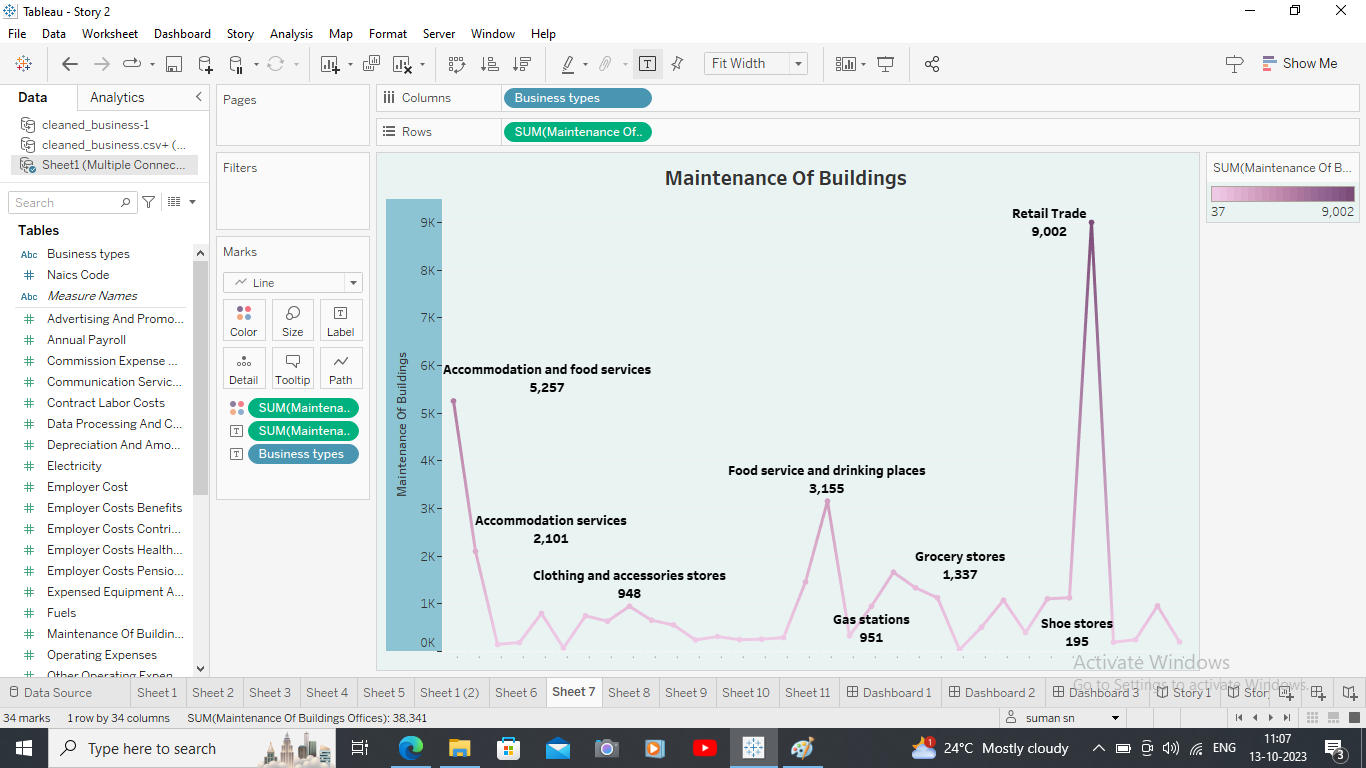 Tableau - Story 2
File Data Worksheet Dashboard Story Analysis Map Format Server Window Help
Fit Width
Show Me
Data Analytics
cleaned_business-1
cleaned_business.csv+ (...
Sheet1 (Multiple Connec...
Search
Tables
Abc Business types
# Naics Code
Abc Measure Names
# Advertising And Promo...
# Annual Payroll
# Commission Expense ...
# Communication Servic...
# Contract Labor Costs
# Data Processing And C...
# Depreciation And Amo...
# Electricity
# Employer Cost
# Employer Costs Benefits
# Employer Costs Contri...
# Employer Costs Health...
# Employer Costs Pensio...
# Expensed Equipment A...
# Fuels
# Maintenance Of Buildin...
# Operating Expenses
# Other Operating Expen
Pages
Filters
Marks
Line
Color Size Label
Detail Tooltip Path
SUM(Maintena..
SUM(Maintena..
Business types
Columns Business types
Rows SUM(Maintenance Of..
Maintenance Of Buildings
Maintenance Of Buildings
9K
8K
7K
6K
5K
4K
3K
2K
1K
0K
Retail Trade
9,002
Accommodation and food services
5,257
Food service and drinking places
3,155
Accommodation services
2,101
Grocery stores
1,337
Clothing and accessories stores
948
Gas stations
951
Shoe stores
195
SUM(Maintenance Of B...
37 9,002
Activate Windows
Go to Settings to activate Windows.
Data Source Sheet 1 Sheet 2 Sheet 3 Sheet 4 Sheet 5 Sheet 1 (2) Sheet 6 Sheet 7 Sheet 8 Sheet 9 Sheet 10 Sheet 11 Dashboard 1 Dashboard 2 Dashboard 3 Story 1 Stor
34 marks 1 row by 34 columns SUM(Maintenance Of Buildings Offices): 38,341
suman sn
Type here to search
1
24°C Mostly cloudy
ENG
11:07
13-10-2023
3